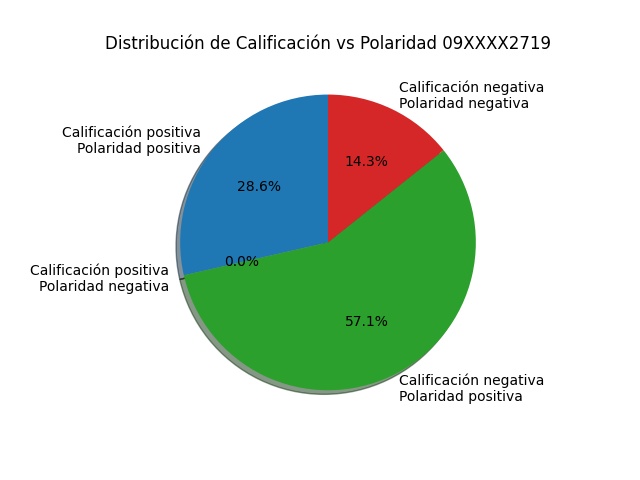 Distribución de Calificación vs Polaridad 09XXXX2719
Calificación negativa
Polaridad negativa
Calificación positiva
Polaridad positiva
14.3%
28.6%
0.0%
Calificación positiva
Polaridad negativa
57.1%
Calificación negativa
Polaridad positiva